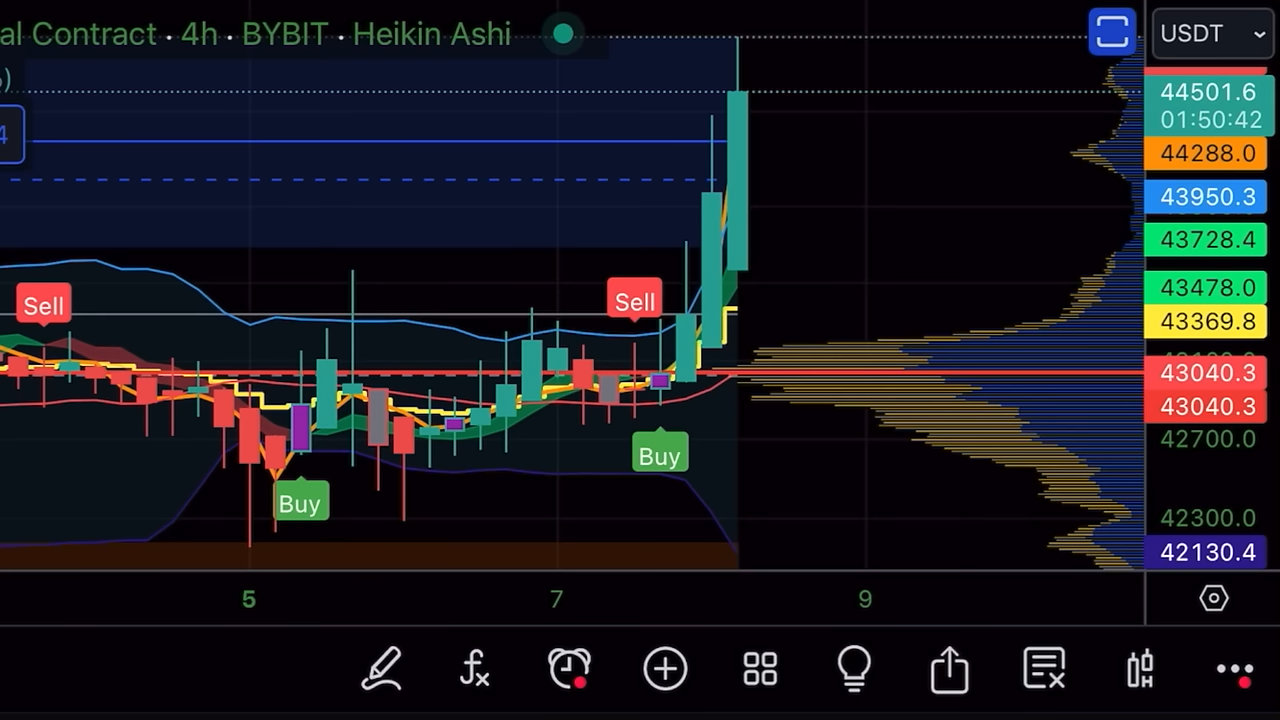 al Contract · 4h · BYBIT · Heikin Ashi
USDT
)
4
44501.6
01:50:42
44288.0
43950.3
43728.4
Sell
Sell
43478.0
43369.8
43040.3
43040.3
Buy
42700.0
Buy
42300.0
42130.4
5
7
9